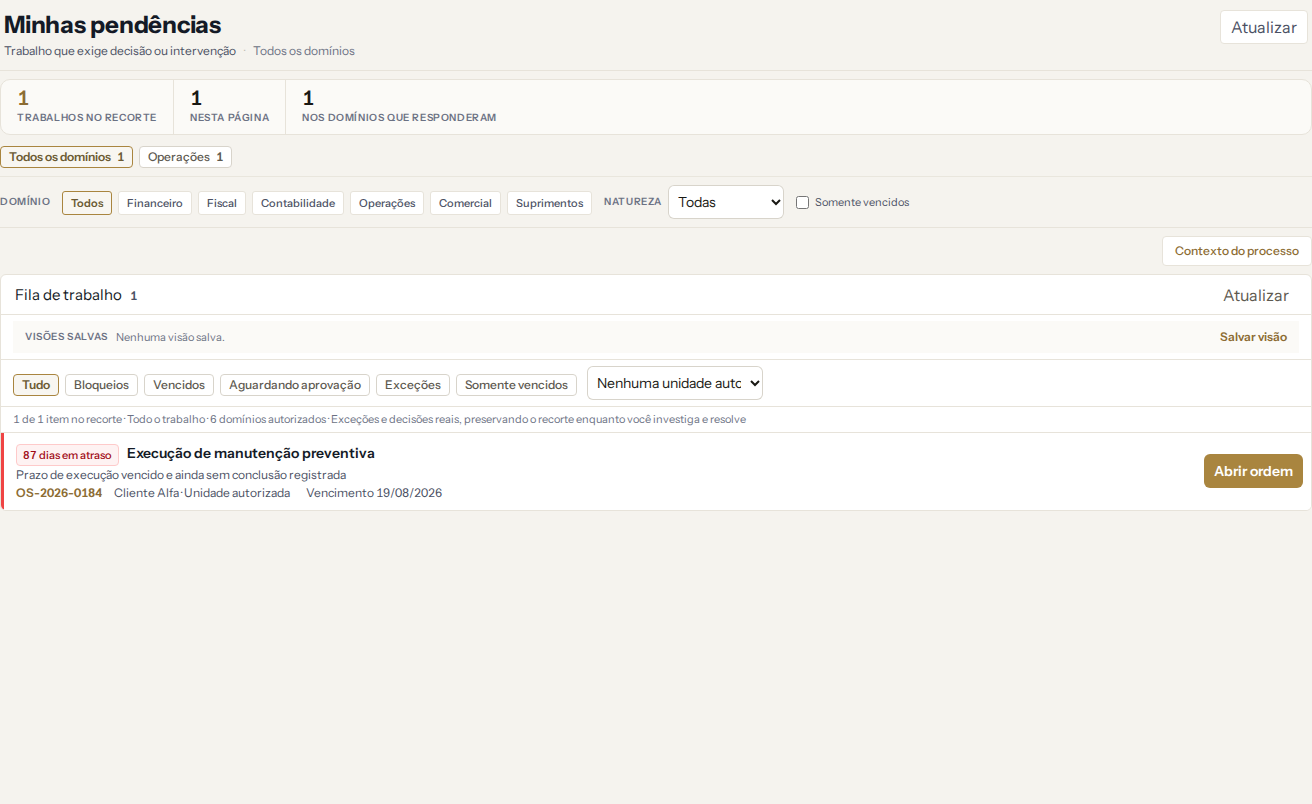 Minhas pendências
Atualizar
Trabalho que exige decisão ou intervenção · Todos os domínios
1
TRABALHOS NO RECORTE
1
NESTA PÁGINA
1
NOS DOMÍNIOS QUE RESPONDERAM
Todos os domínios 1
Operações 1
DOMÍNIO Todos Financeiro Fiscal Contabilidade Operações Comercial Suprimentos NATUREZA Todas Somente vencidos
Contexto do processo
Fila de trabalho 1
Atualizar
VISÕES SALVAS Nenhuma visão salva.
Salvar visão
Tudo Bloqueios Vencidos Aguardando aprovação Exceções Somente vencidos Nenhuma unidade autc
1 de 1 item no recorte·Todo o trabalho·6 domínios autorizados·Exceções e decisões reais, preservando o recorte enquanto você investiga e resolve
87 dias em atraso Execução de manutenção preventiva
Prazo de execução vencido e ainda sem conclusão registrada
OS-2026-0184 Cliente Alfa·Unidade autorizada Vencimento 19/08/2026
Abrir ordem